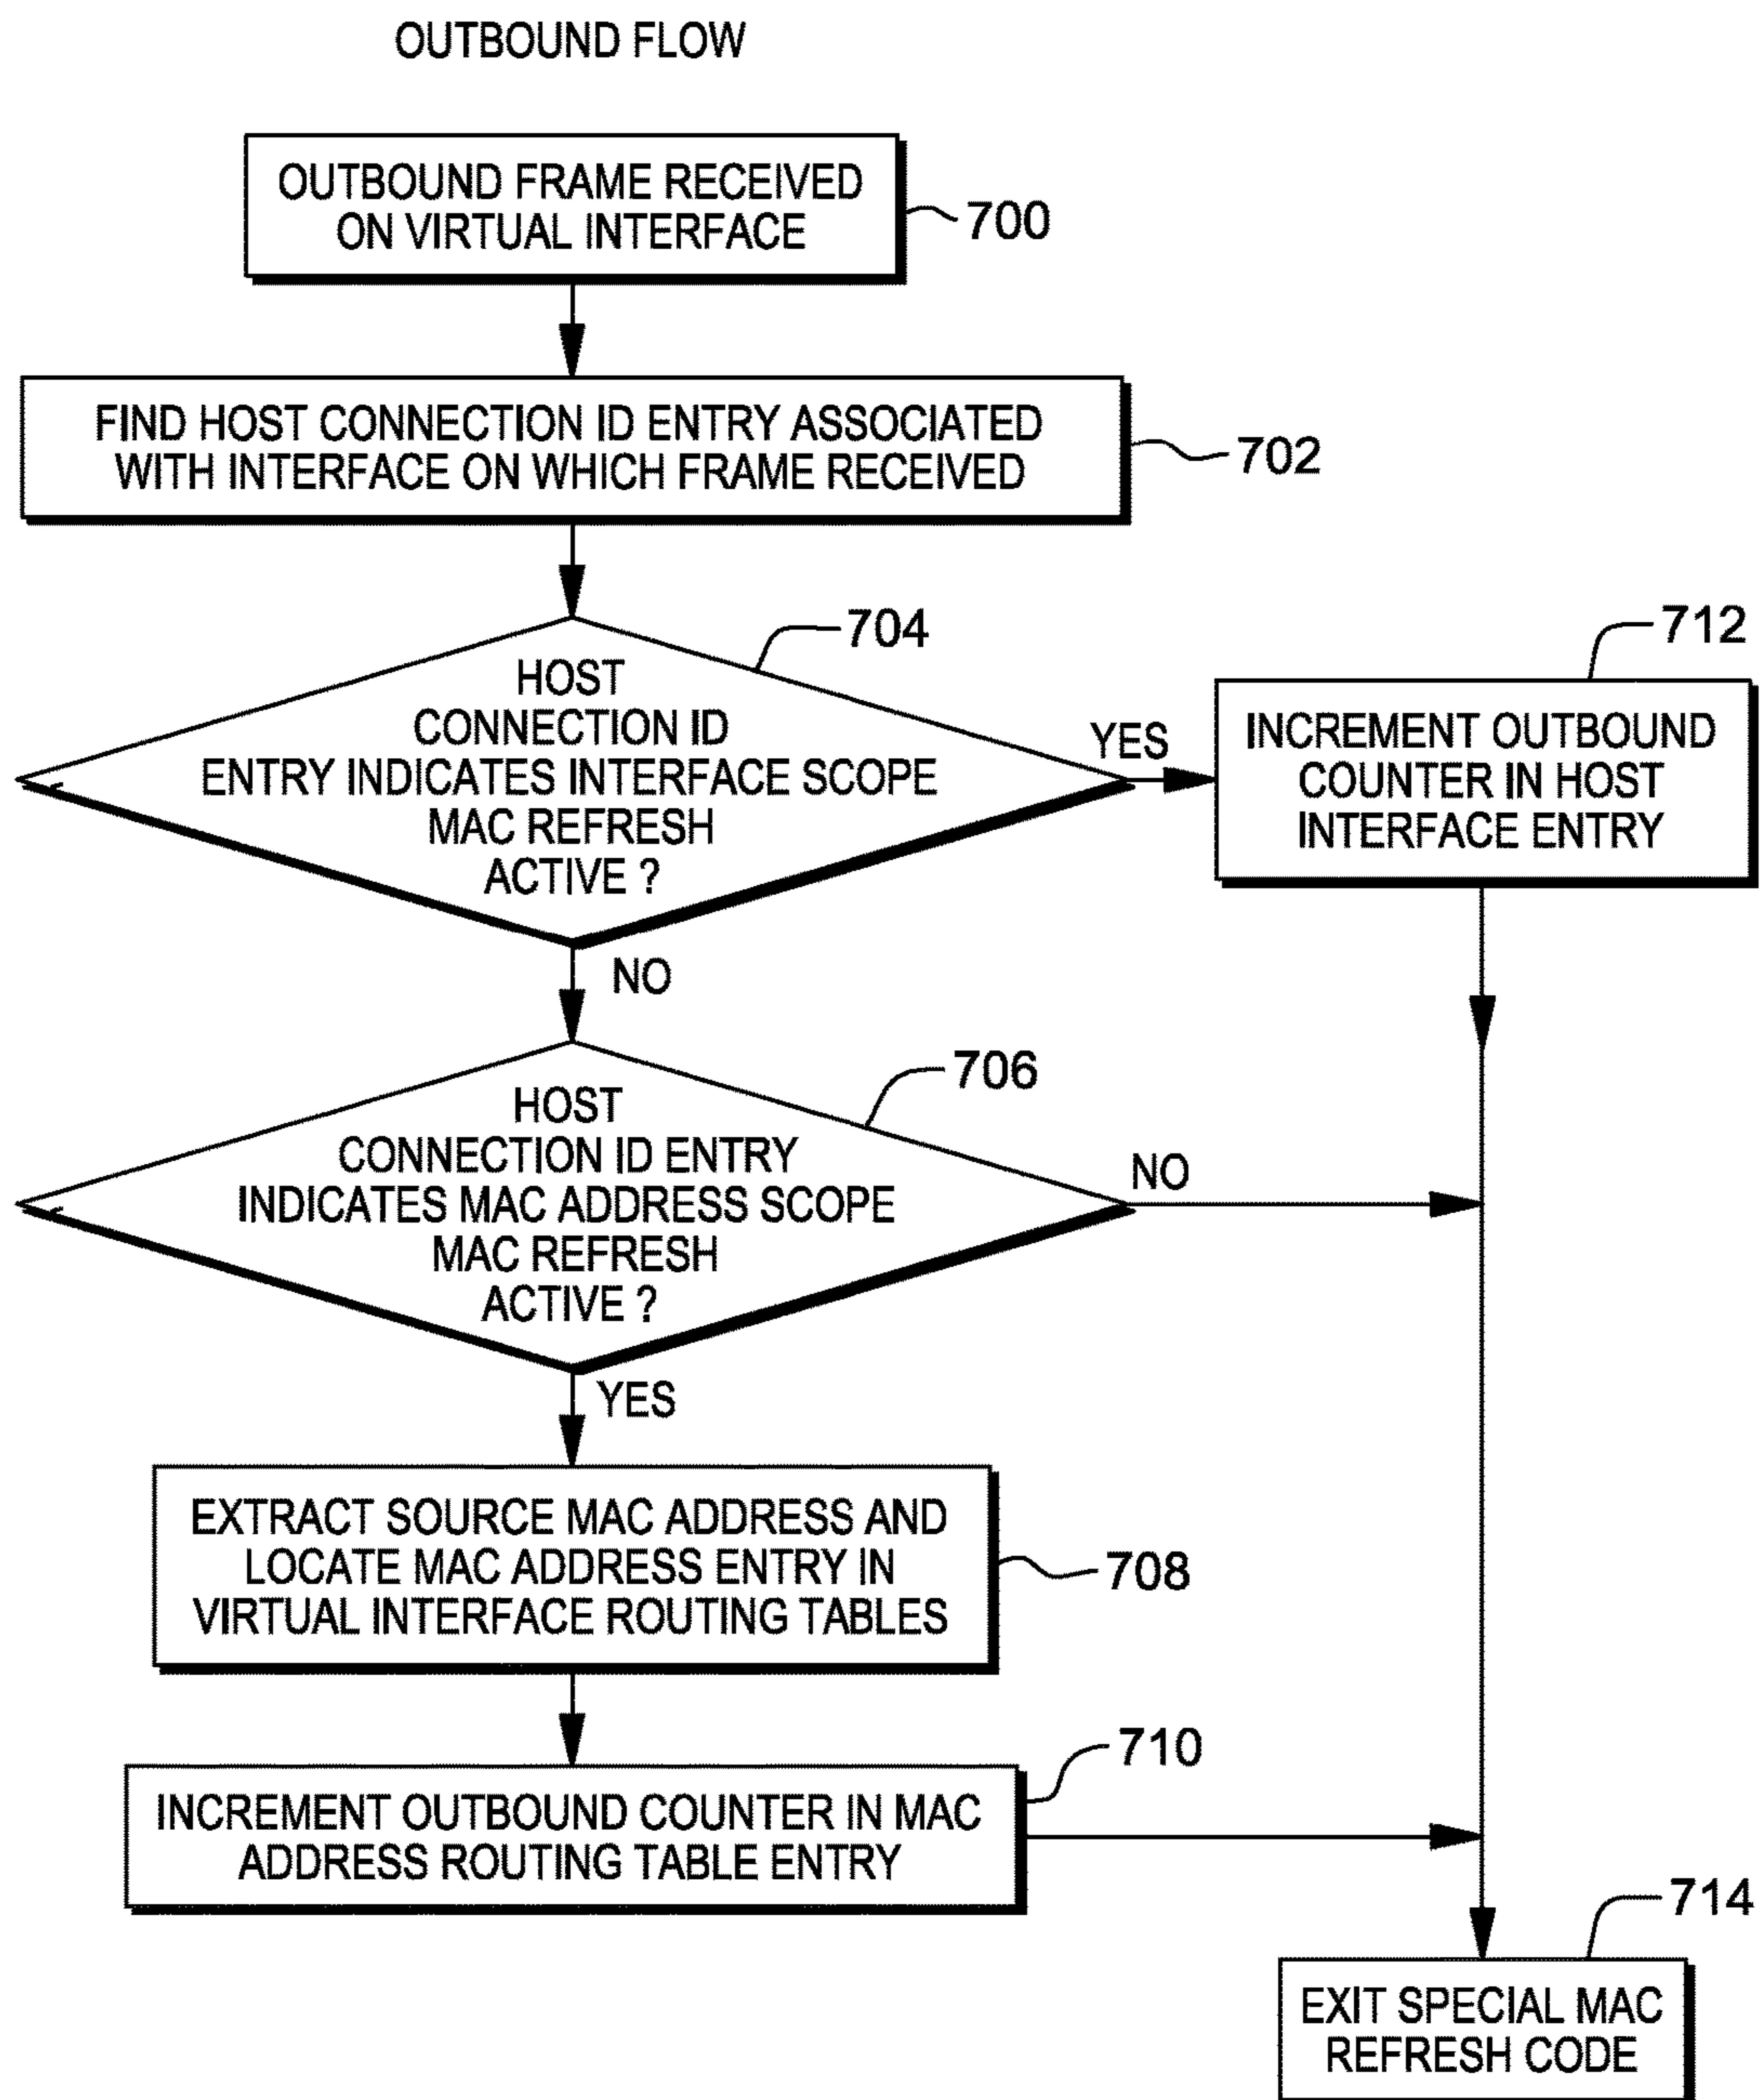 OUTBOUND FLOW
OUTBOUND FRAME RECEIVED
ON VIRTUAL INTERFACE
700
FIND HOST CONNECTION ID ENTRY ASSOCIATED
WITH INTERFACE ON WHICH FRAME RECEIVED
702
704
HOST
CONNECTION ID
ENTRY INDICATES INTERFACE SCOPE
MAC REFRESH
ACTIVE ?
YES
712
INCREMENT OUTBOUND
COUNTER IN HOST
INTERFACE ENTRY
NO
706
HOST
CONNECTION ID ENTRY
INDICATES MAC ADDRESS SCOPE
MAC REFRESH
ACTIVE ?
NO
YES
EXTRACT SOURCE MAC ADDRESS AND
LOCATE MAC ADDRESS ENTRY IN
VIRTUAL INTERFACE ROUTING TABLES
708
710
INCREMENT OUTBOUND COUNTER IN MAC
ADDRESS ROUTING TABLE ENTRY
714
EXIT SPECIAL MAC
REFRESH CODE